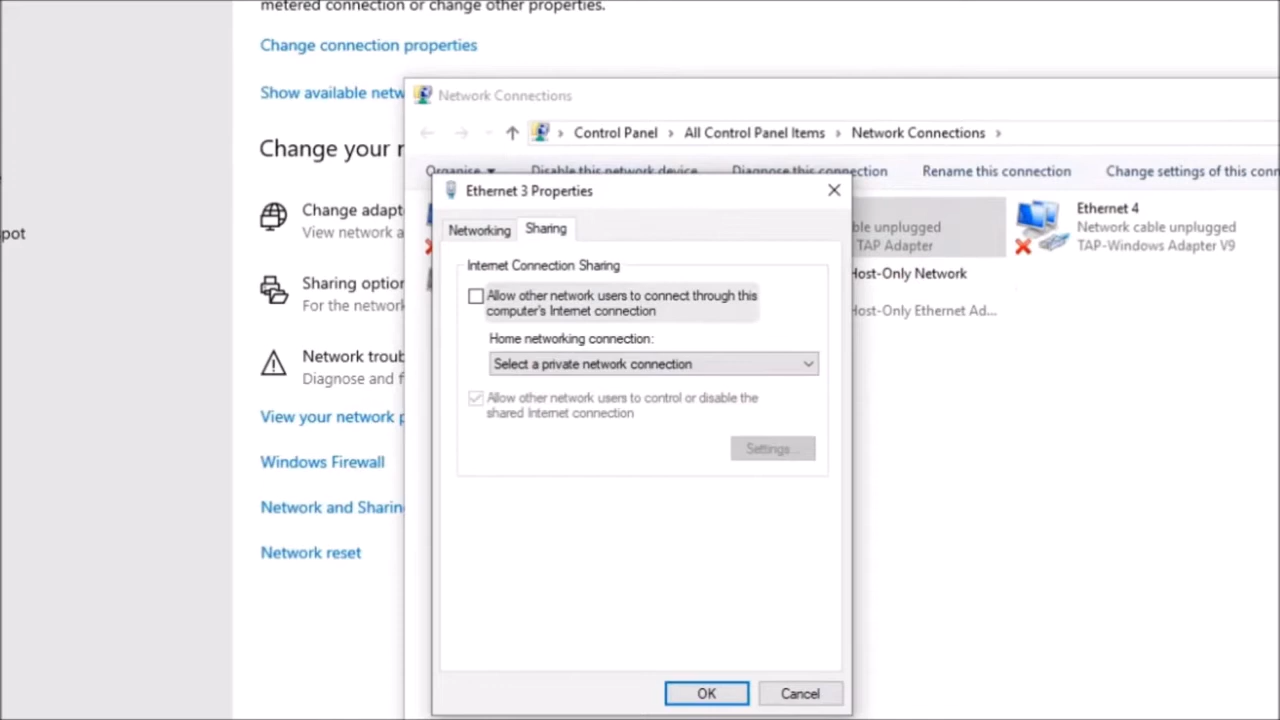 metered connection or change other properties.
Change connection properties
Show available netw
Change your r
Change adapt
View network a
Sharing option
For the network
Network troub
Diagnose and f
View your network p
Windows Firewall
Network and Sharing
Network reset
pot
Network Connections
Control Panel > All Control Panel Items > Network Connections >
Organise Disable this network device Diagnose this connection Rename this connection Change settings of this conn
Ethernet 3 Properties
Networking Sharing
Internet Connection Sharing
Allow other network users to connect through this
computer's Internet connection
Home networking connection:
Select a private network connection
Allow other network users to control or disable the
shared Internet connection
Settings...
OK Cancel
ble unplugged
TAP Adapter
Host-Only Network
Host-Only Ethernet Ad...
Ethernet 4
Network cable unplugged
TAP-Windows Adapter V9